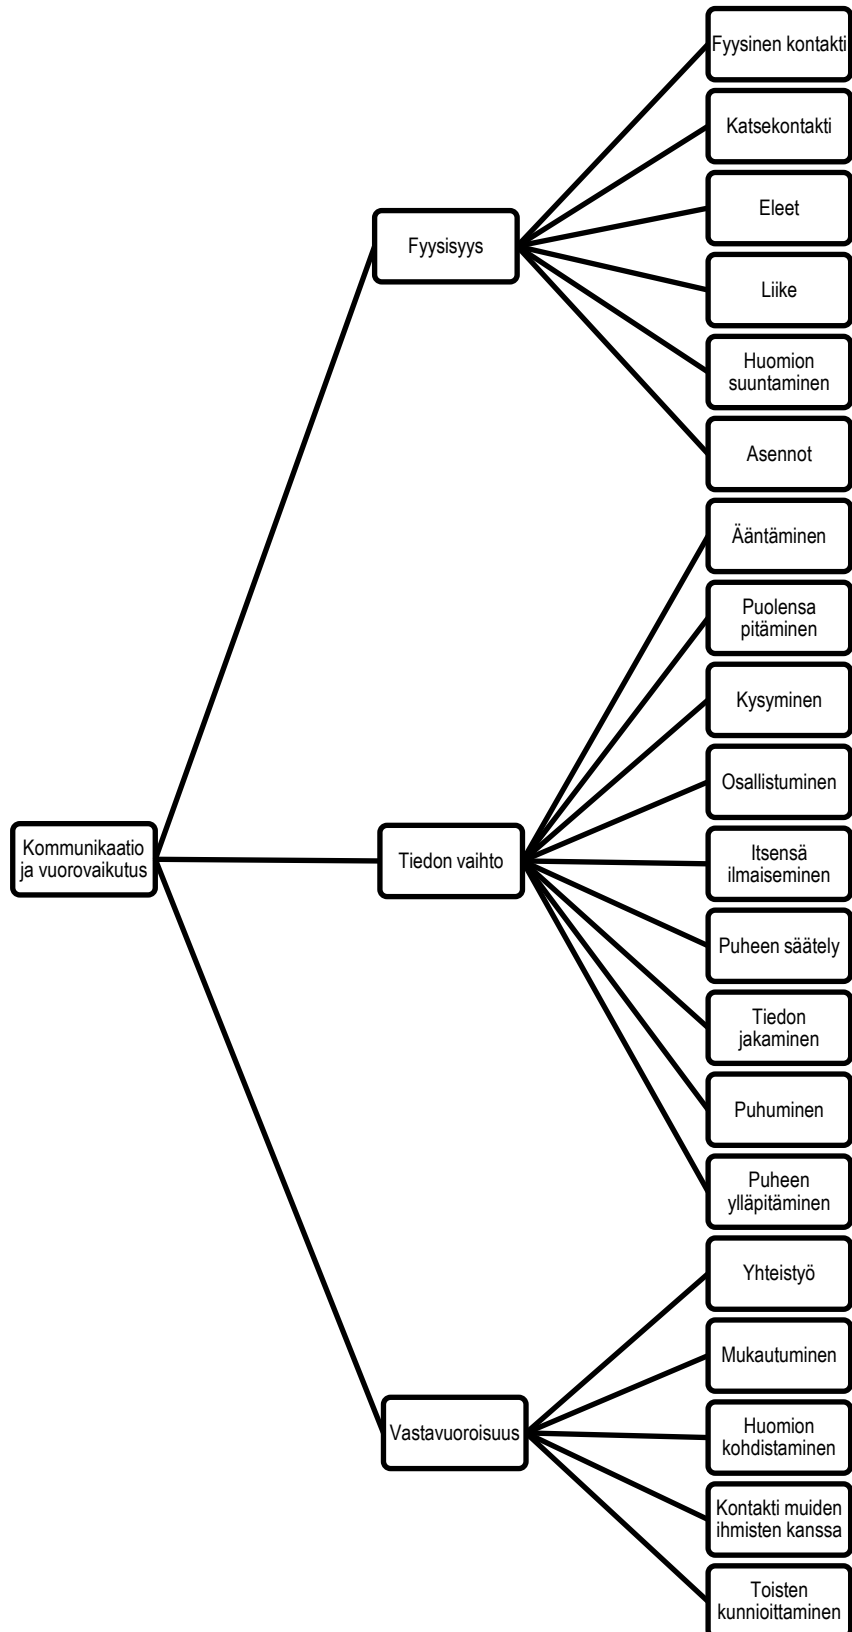 Fyysinen kontakti
Katsekontakti
Eleet
Fyysisyys
Liike
Huomion
suuntaminen
Asennot
Ääntäminen
Puolensa
pitäminen
Kysyminen
Osallistuminen
Kommunikaatio
ja vuorovaikutus
Tiedon vaihto
Itsensä
ilmaiseminen
Puheen säätely
Tiedon
jakaminen
Puhuminen
Puheen
ylläpitäminen
Yhteistyö
Mukautuminen
Vastavuoroisuus
Huomion
kohdistaminen
Kontakti muiden
ihmisten kanssa
Toisten
kunnioittaminen